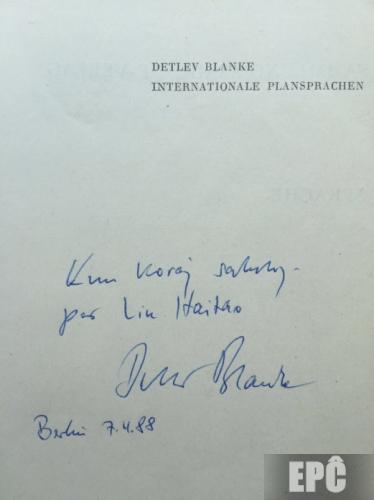 DETLEV BLANKE
INTERNATIONALE PLANSPRACHEN
Kun koraj salutoj
por Liu Haitao
Detlev Blanke
Berlin 7.4.88
EPĈ